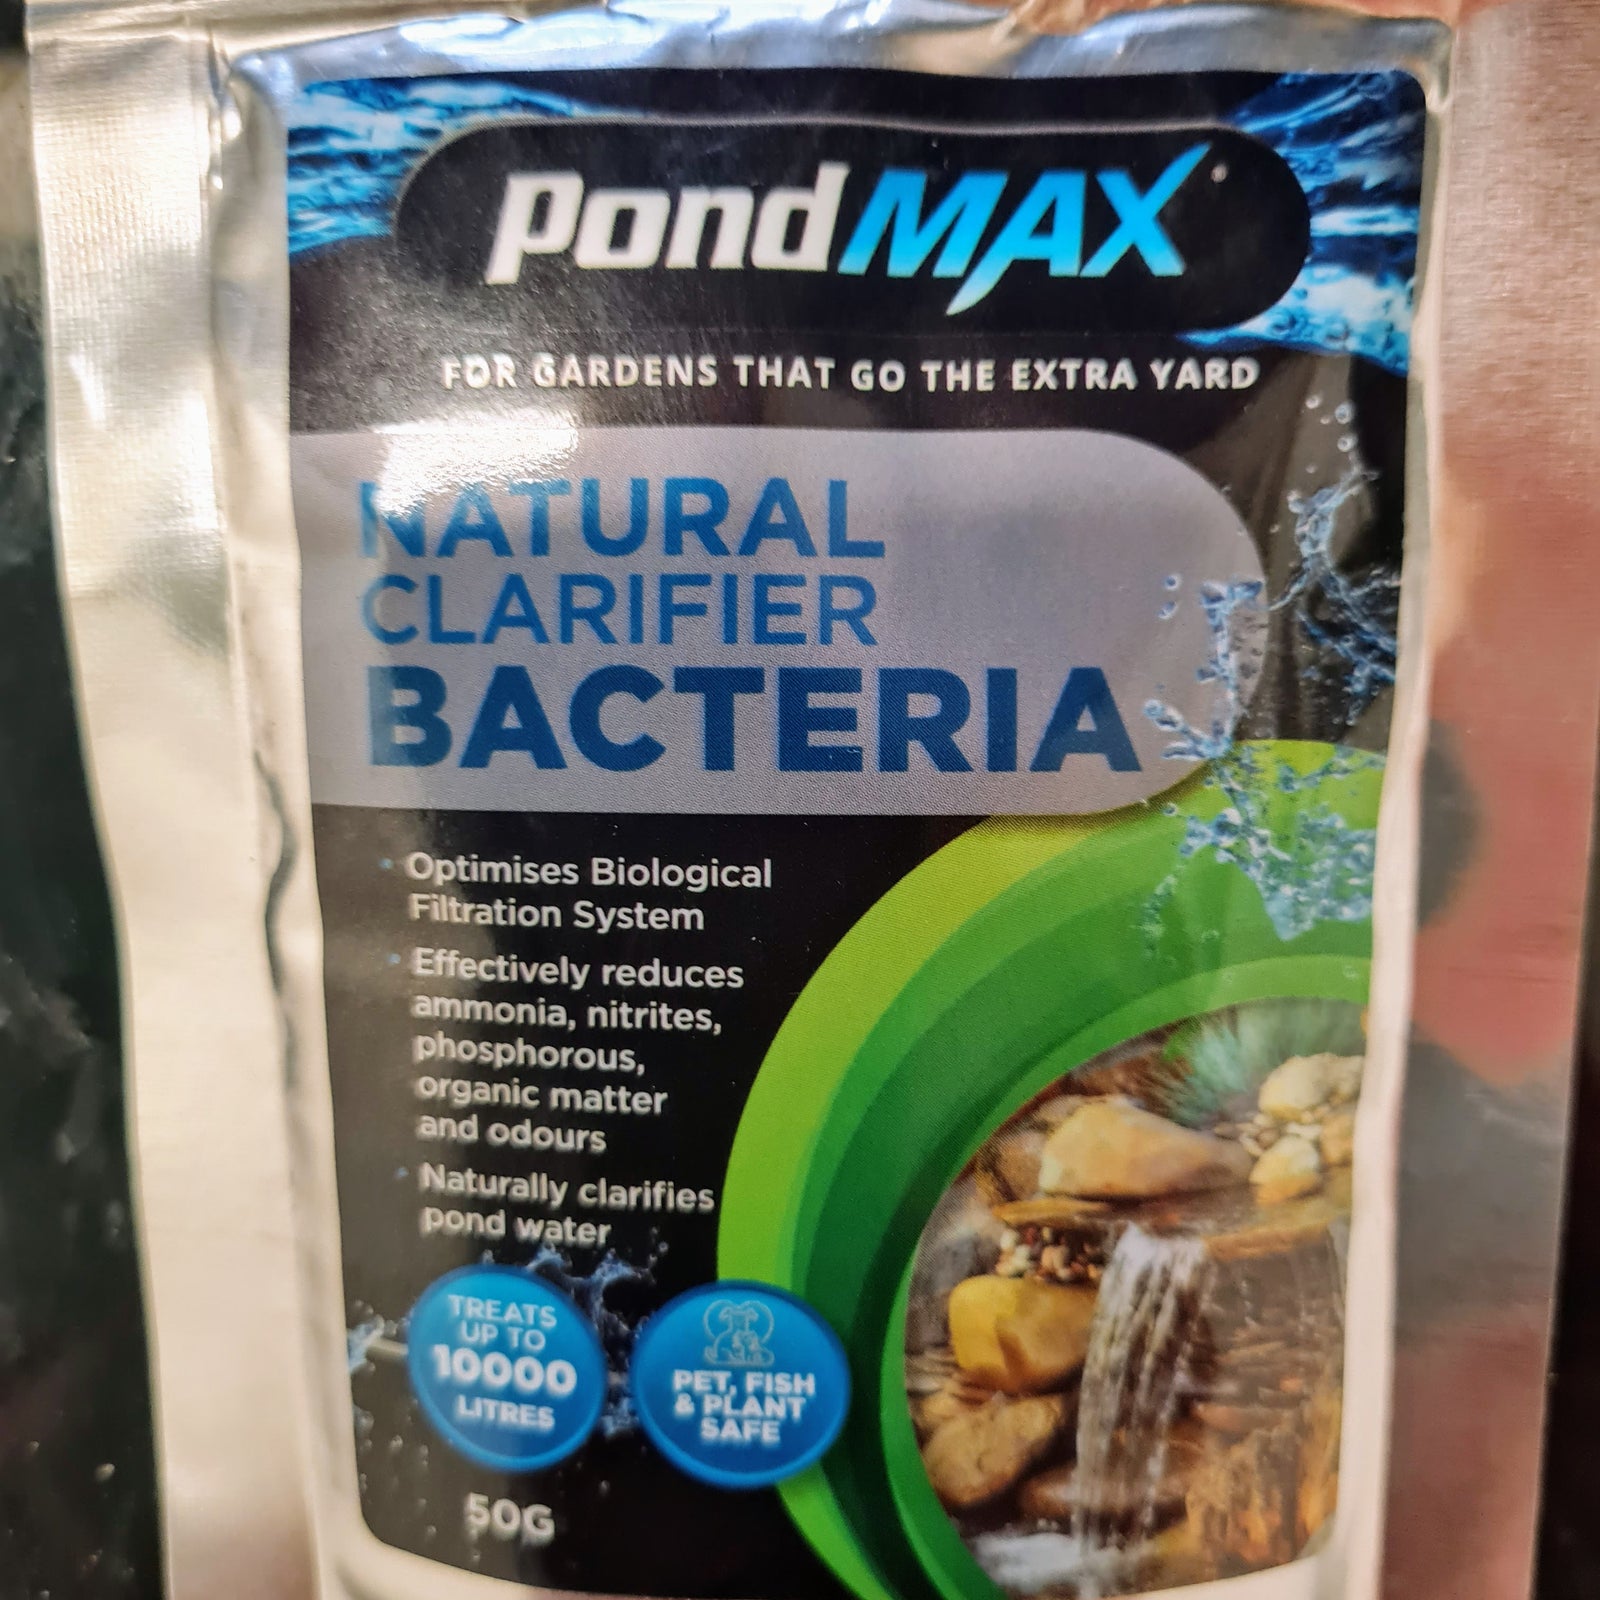 PondMAX®
FOR GARDENS THAT GO THE EXTRA YARD
NATURAL
CLARIFIER
BACTERIA
• Optimises Biological
Filtration System
• Effectively reduces
ammonia, nitrites,
phosphorous,
organic matter
and odours
• Naturally clarifies
pond water
TREATS
UP TO
10000
LITRES
PET, FISH
& PLANT
SAFE
50G